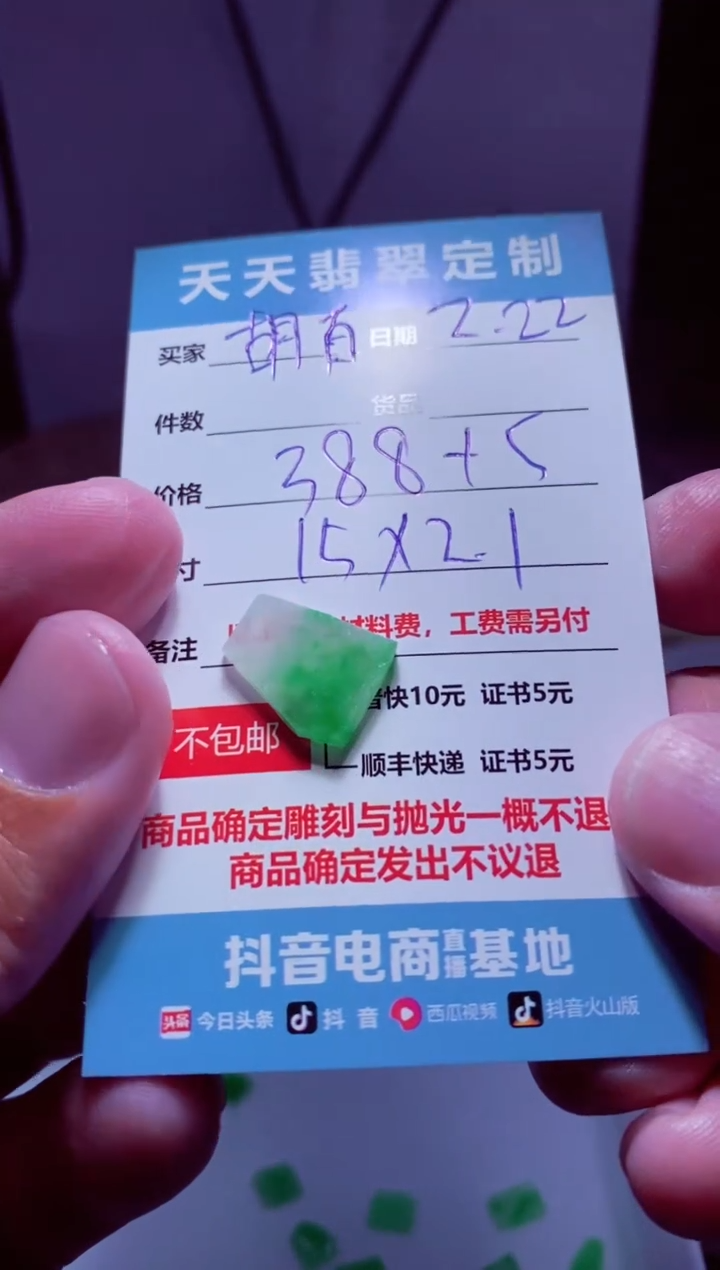 天天翡翠定制
买家 胡百 日期 2.22
件数 货品
价格 388+5
寸 15X21
备注 材料费，工费需另付
快10元 证书5元
不包邮
顺丰快递 证书5元
商品确定雕刻与抛光一概不退
商品确定发出不议退
抖音电商直播基地
头条 今日头条 抖音 西瓜视频 抖音火山版